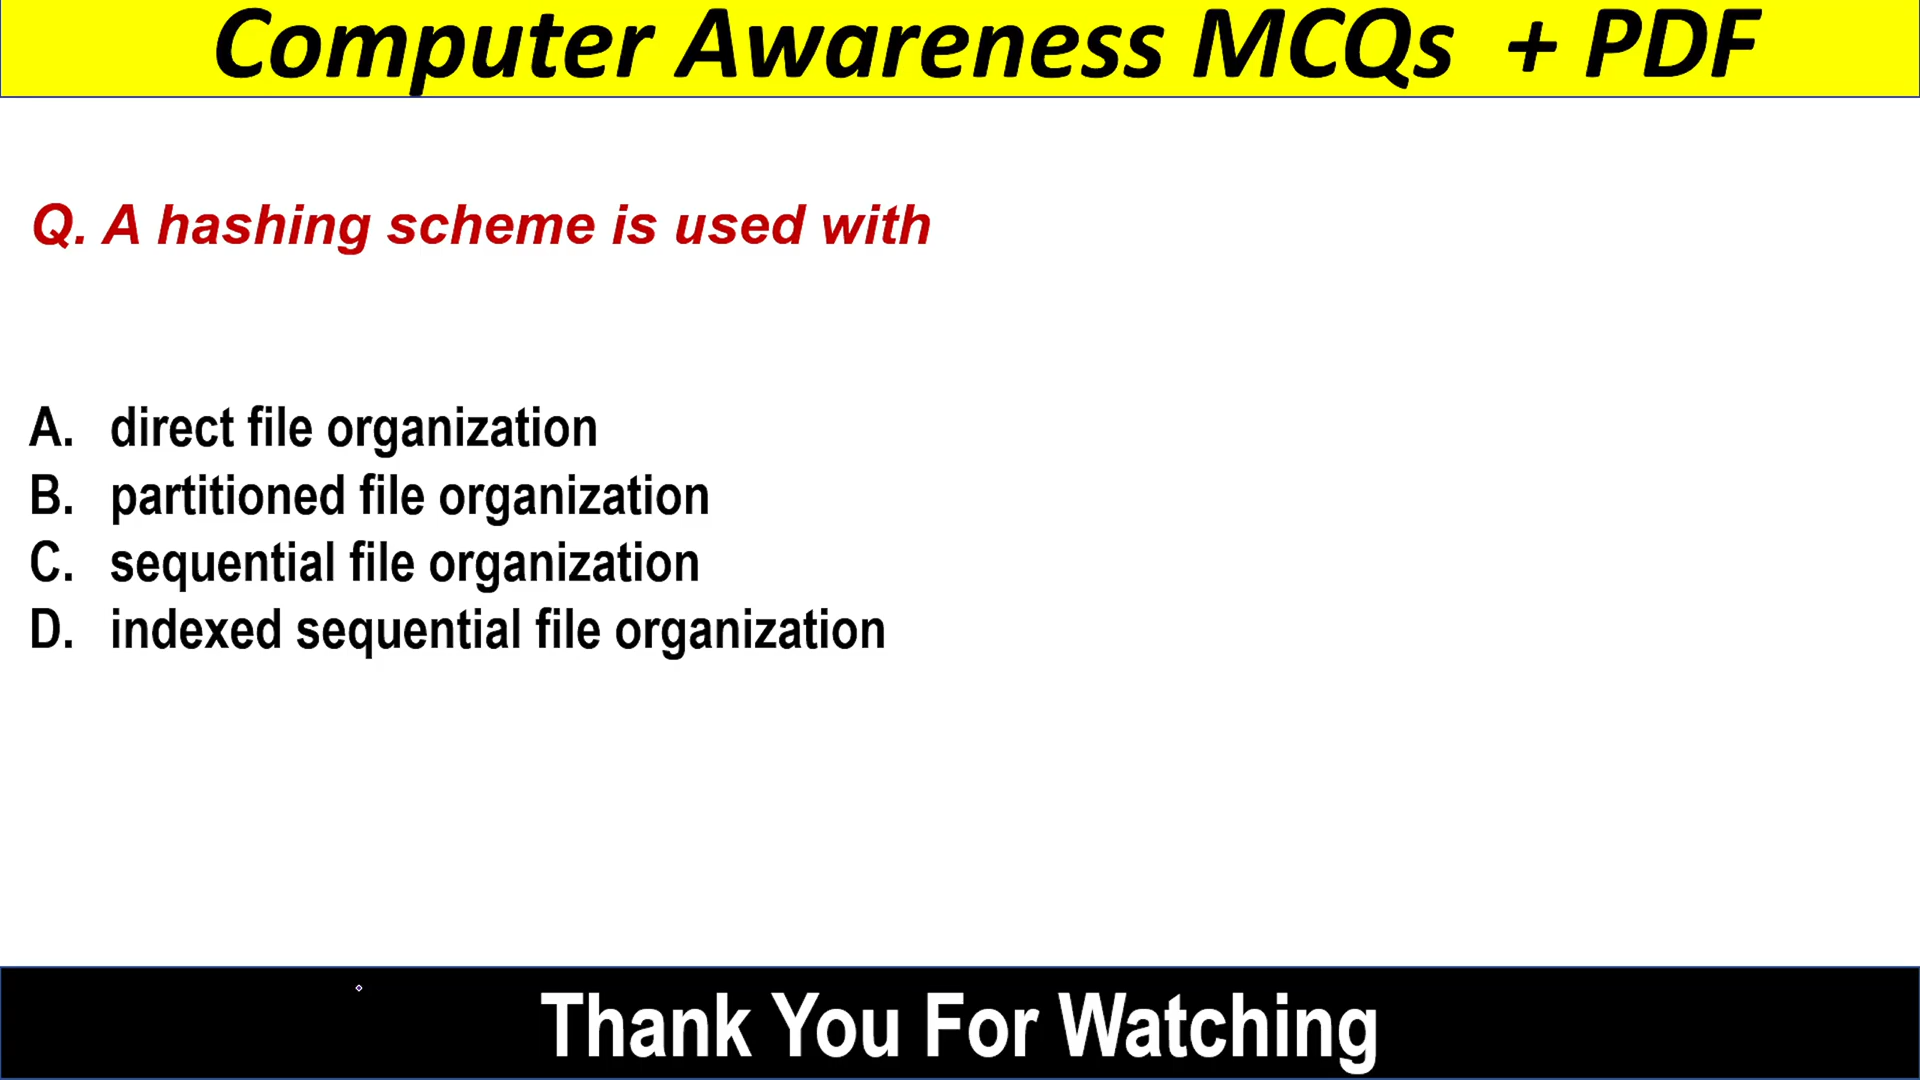 Computer Awareness MCQs + PDF
Q. A hashing scheme is used with
A. direct file organization
B. partitioned file organization
C. sequential file organization
D. indexed sequential file organization
Thank You For Watching